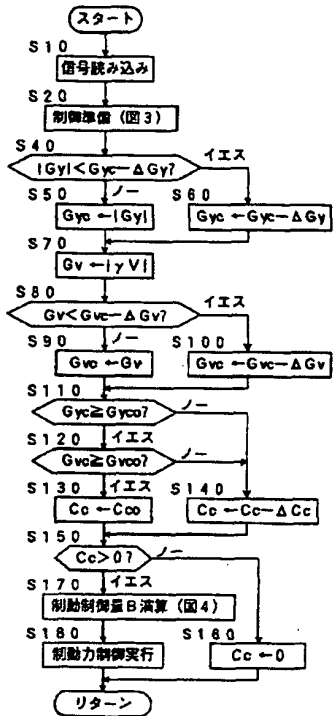 スタート
S10
信号読み込み
S20
制御準備 (図3)
S40
|Gy|<Gyc−ΔGy?
イエス
S50
ノー
S60
Gyc←|Gy|
Gyc←Gyc−ΔGy
S70
Gv←|γV|
S80
Gv<Gvc−ΔGv?
イエス
S90
ノー
S100
Gvc←Gv
Gvc←Gvc−ΔGv
S110
Gyc≧Gyco?
ノー
S120
イエス
Gvc≧Gvco?
ノー
S130
イエス
S140
Cc←Cco
Cc←Cc−ΔCc
S150
Cc>0?
ノー
S170
イエス
制動制御量B演算 (図4)
S180
S160
制動力制御実行
Cc←0
リターン